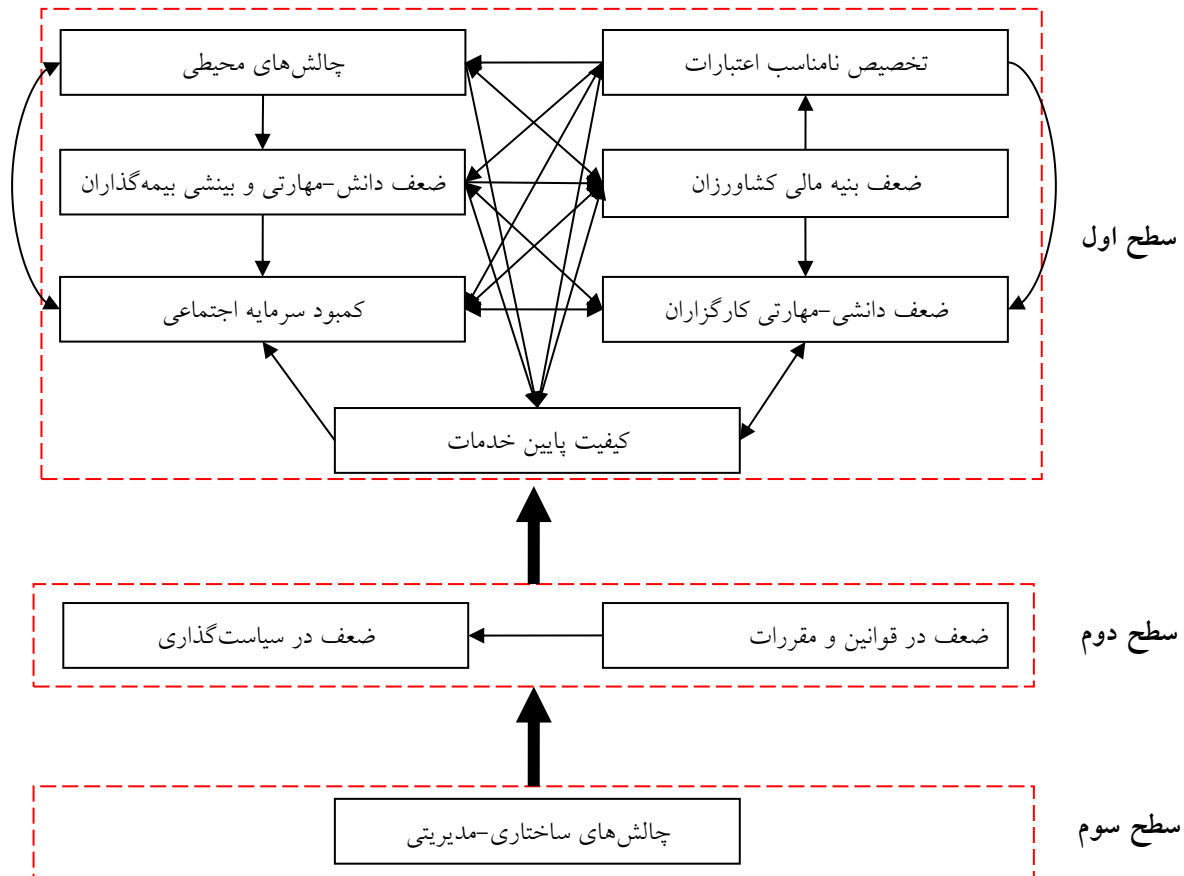 تخصیص نامناسب اعتبارات
چالش‌های محیطی
ضعف بنیه مالی کشاورزان
ضعف دانش-مهارتی و بینشی بیمه‌گذاران
سطح اول
ضعف دانشی-مهارتی کارگزاران
کمبود سرمایه اجتماعی
کیفیت پایین خدمات
سطح دوم
ضعف در قوانین و مقررات
ضعف در سیاست‌گذاری
سطح سوم
چالش‌های ساختاری-مدیریتی